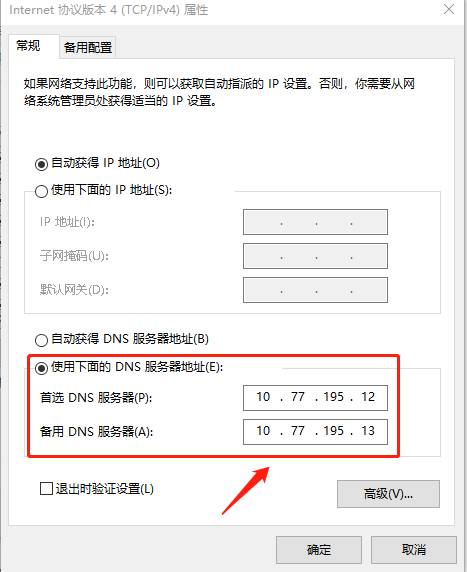 Internet 协议版本 4 (TCP/IPv4) 属性
常规
备用配置
如果网络支持此功能，则可以获取自动指派的 IP 设置。否则，你需要从网
络系统管理员处获得适当的 IP 设置。
自动获得 IP 地址(O)
使用下面的 IP 地址(S):
IP 地址(I):
子网掩码(U):
默认网关(D):
自动获得 DNS 服务器地址(B)
使用下面的 DNS 服务器地址(E):
首选 DNS 服务器(P): 10 . 77 . 195 . 12
备用 DNS 服务器(A): 10 . 77 . 195 . 13
退出时验证设置(L)
高级(V)...
确定
取消